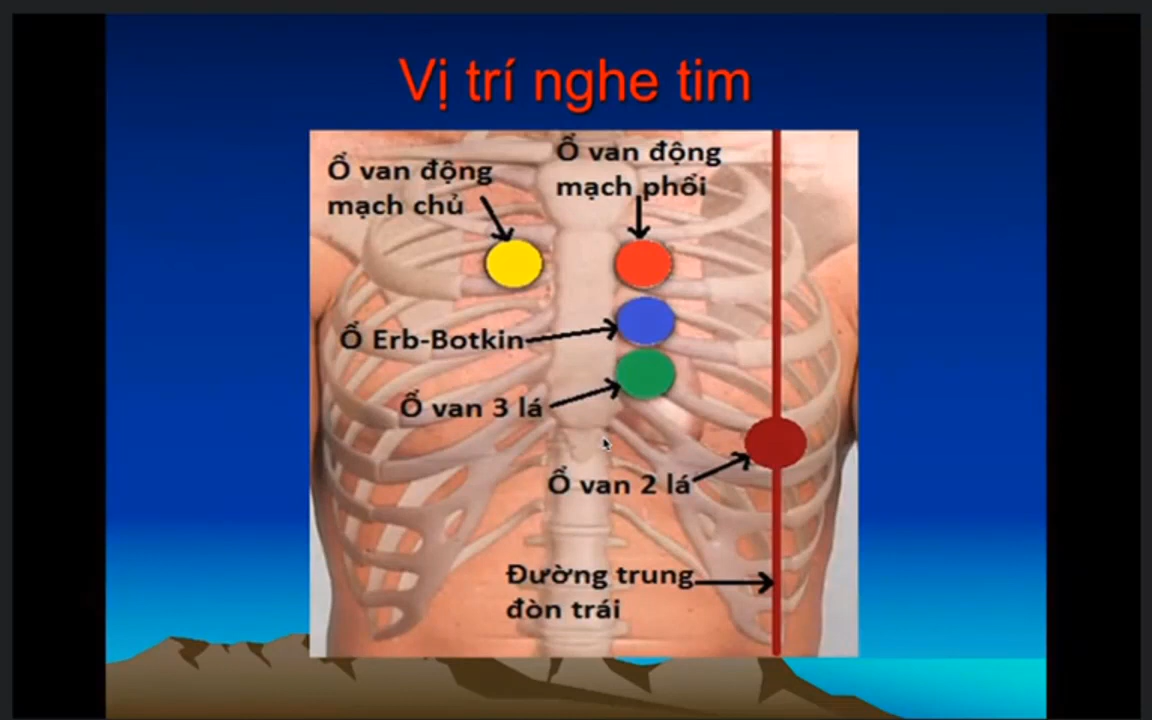 Vị trí nghe tim
Ổ van động
mạch chủ
Ổ van động
mạch phổi
Ổ Erb-Botkin
Ổ van 3 lá
Ổ van 2 lá
Đường trung
đòn trái